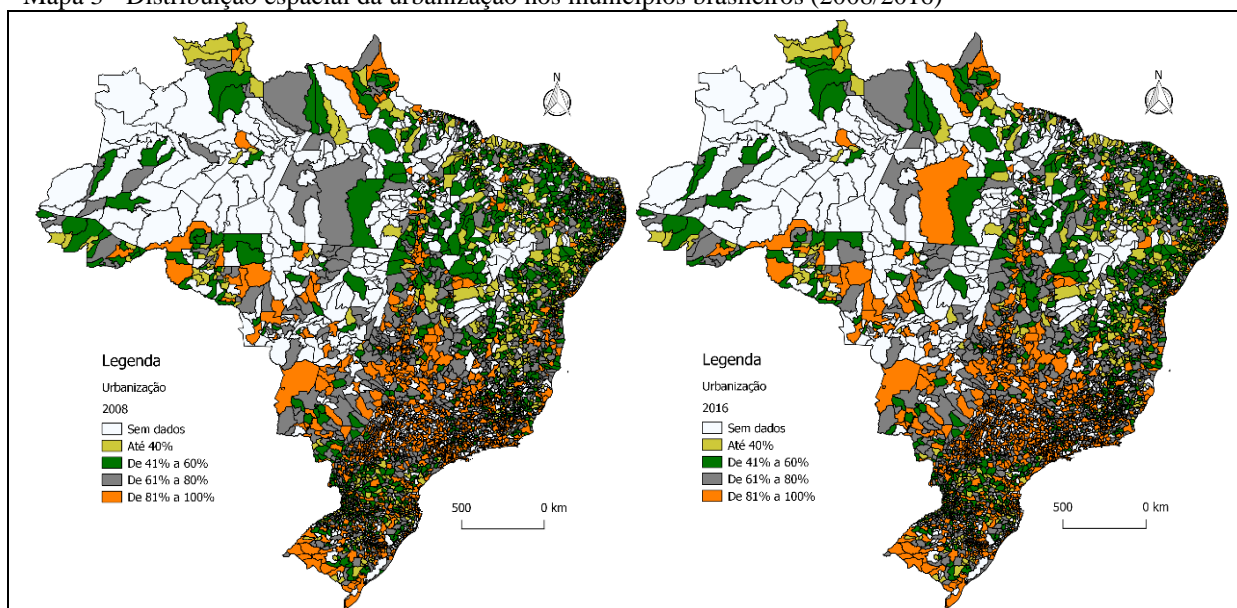 Mapa 3 - Distribuição espacial da urbanização nos municípios brasileiros (2008/2016)
N
Legenda
Urbanização
2008
Sem dados
Até 40%
De 41% a 60%
De 61% a 80%
De 81% a 100%
500 0 km
N
Legenda
Urbanização
2016
Sem dados
Até 40%
De 41% a 60%
De 61% a 80%
De 81% a 100%
500 0 km